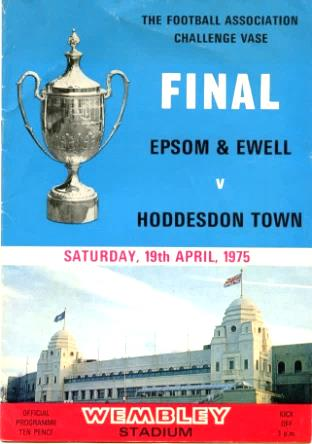 THE FOOTBALL ASSOCIATION
CHALLENGE VASE
FINAL
EPSOM & EWELL
v
HODDESDON TOWN
SATURDAY, 19th APRIL, 1975
OFFICIAL
PROGRAMME
TEN PENCE
WEMBLEY
STADIUM
KICK
OFF
3 p.m.